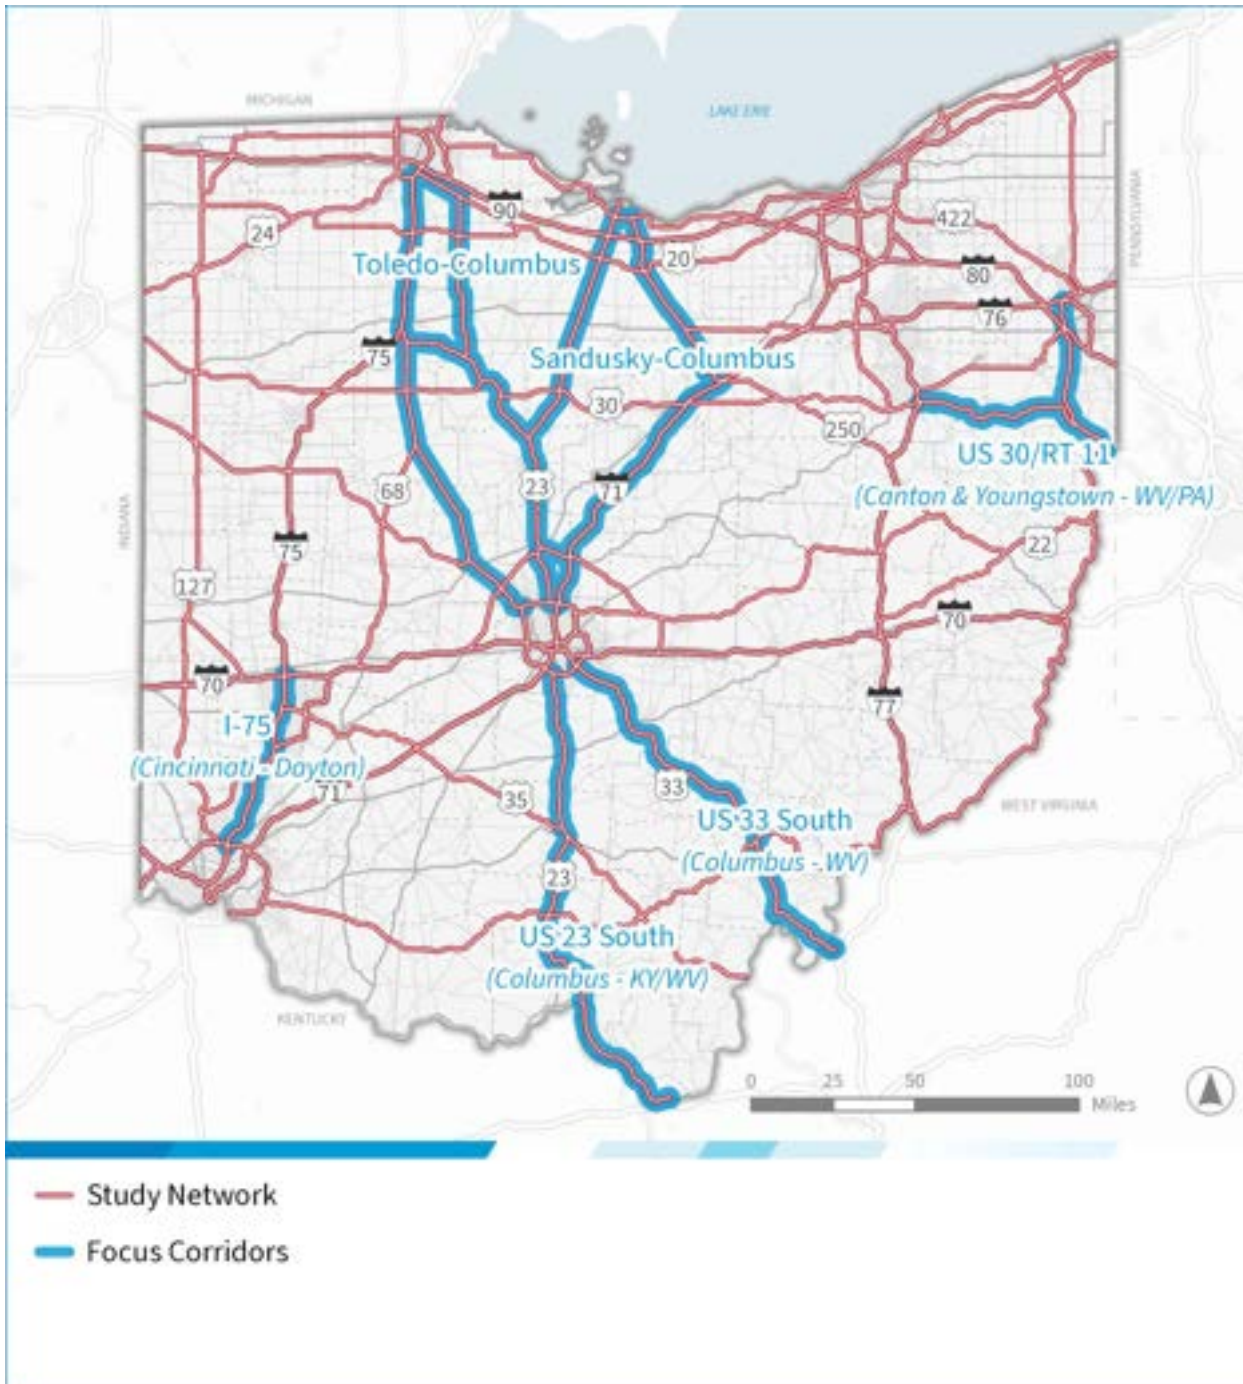 MICHIGAN
LAKE ERIE
PENNSYLVANIA
90
24
422
20
80
Toledo-Columbus
76
75
Sandusky-Columbus
30
250
US 30/RT 11
(Canton & Youngstown - WV/PA)
68
23
71
INDIANA
75
22
127
70
70
77
I-75
(Cincinnati - Dayton)
71
35
33
WEST VIRGINIA
US 33 South
(Columbus - WV)
23
US 23 South
(Columbus - KY/WV)
KENTUCKY
0 25 50 100
Miles
Study Network
Focus Corridors